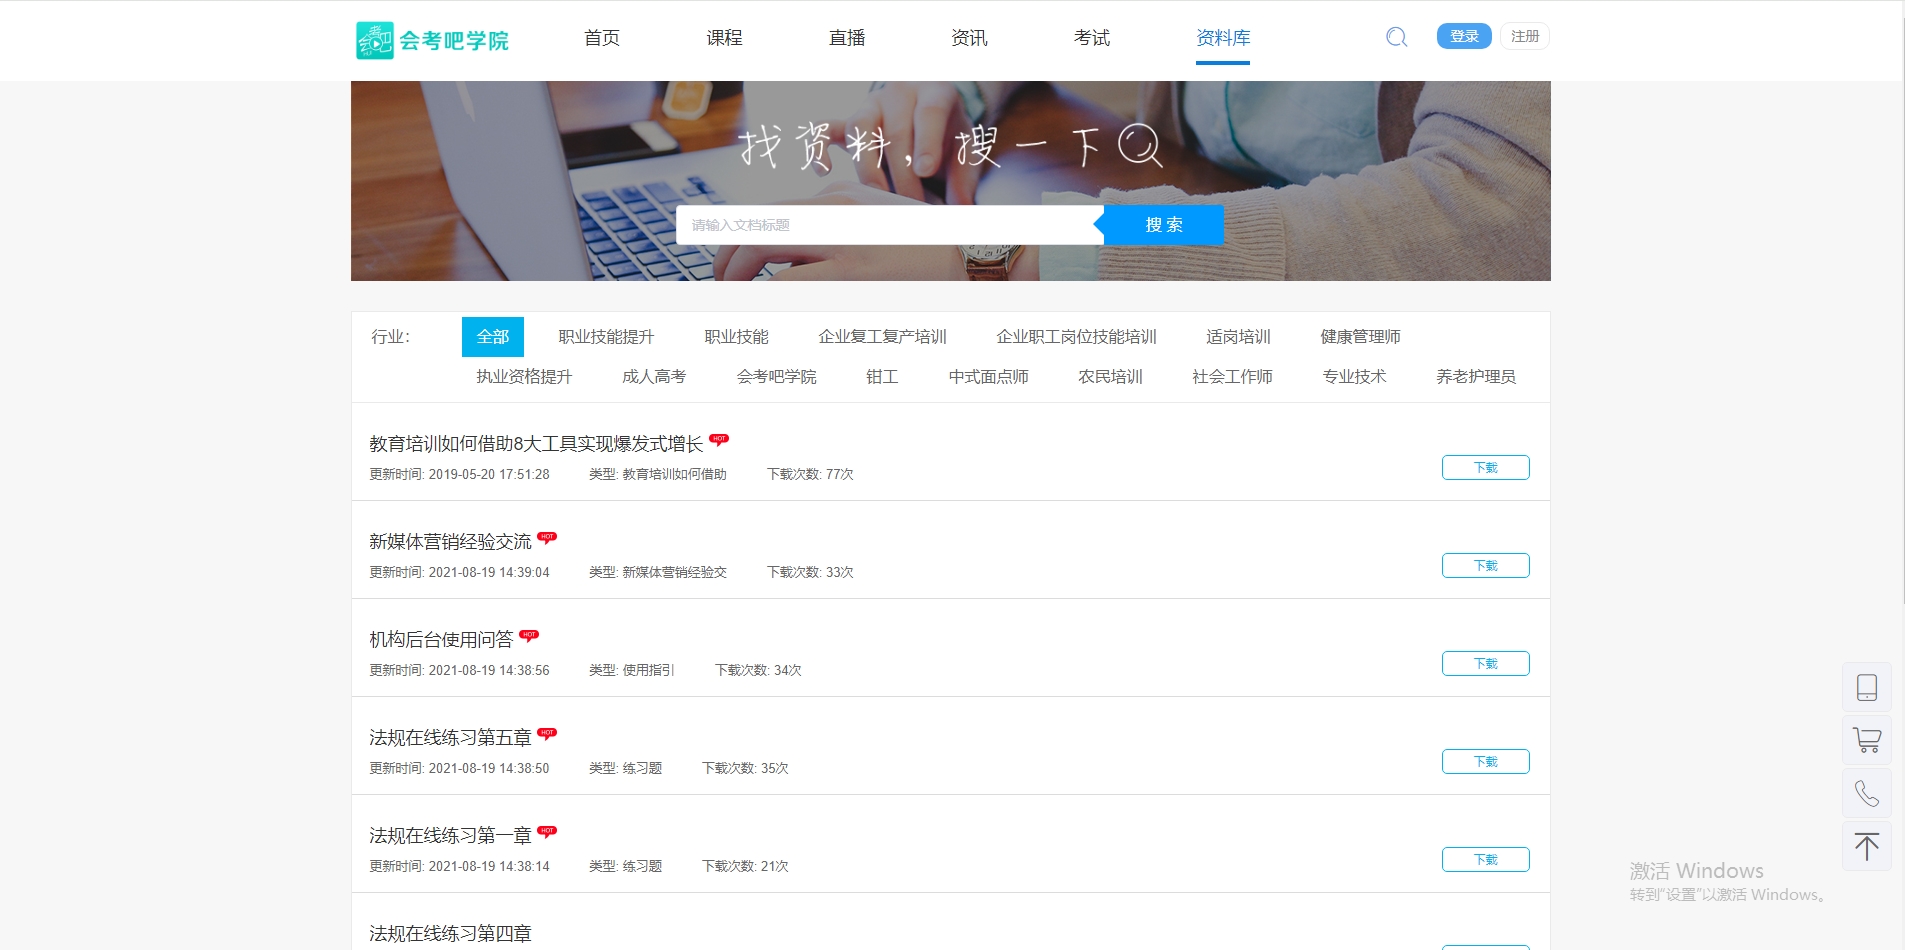 会考吧学院 首页 课程 直播 资讯 考试 资料库 登录 注册
找资料，搜一下
请输入文档标题 搜 索
行业： 全部 职业技能提升 职业技能 企业复工复产培训 企业职工岗位技能培训 适岗培训 健康管理师
执业资格提升 成人高考 会考吧学院 钳工 中式面点师 农民培训 社会工作师 专业技术 养老护理员
教育培训如何借助8大工具实现爆发式增长 HOT
更新时间: 2019-05-20 17:51:28 类型: 教育培训如何借助 下载次数: 77次
下载
新媒体营销经验交流 HOT
更新时间: 2021-08-19 14:39:04 类型: 新媒体营销经验交 下载次数: 33次
下载
机构后台使用问答 HOT
更新时间: 2021-08-19 14:38:56 类型: 使用指引 下载次数: 34次
下载
法规在线练习第五章 HOT
更新时间: 2021-08-19 14:38:50 类型: 练习题 下载次数: 35次
下载
法规在线练习第一章 HOT
更新时间: 2021-08-19 14:38:14 类型: 练习题 下载次数: 21次
下载
法规在线练习第四章
激活 Windows
转到“设置”以激活 Windows。